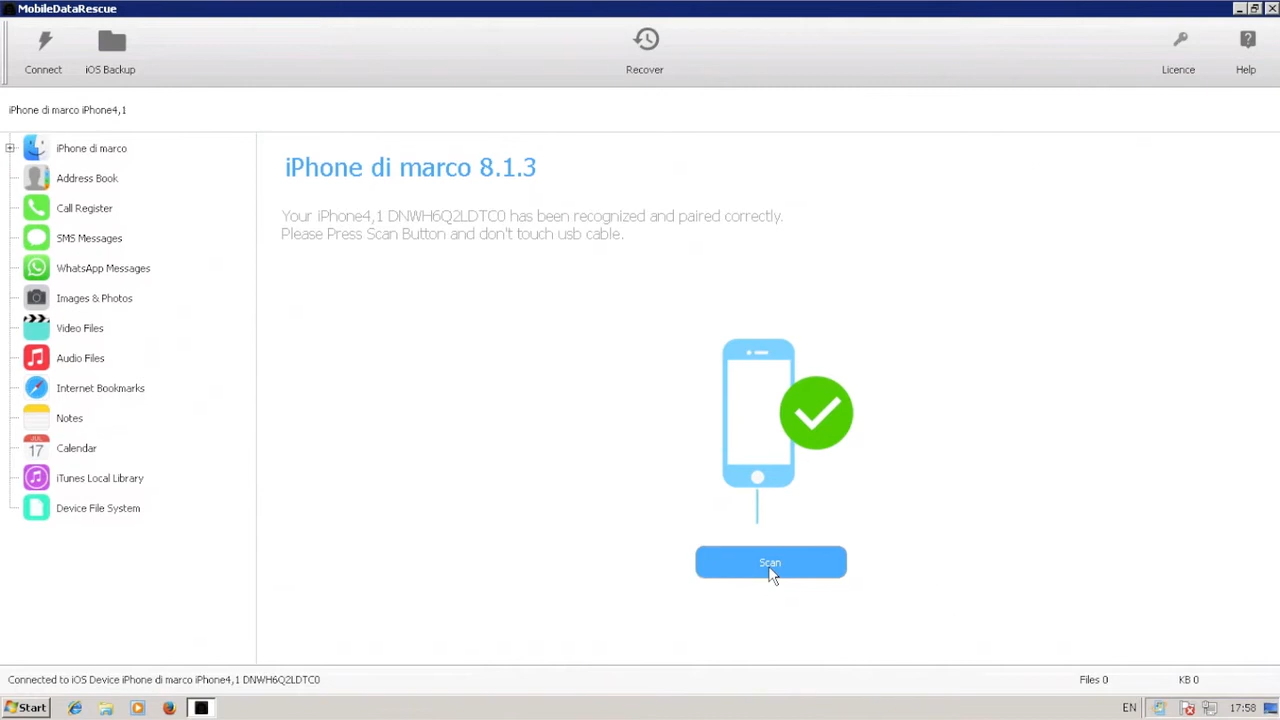 MobileDataRescue
Connect
iOS Backup
Recover
Licence
Help
iPhone di marco iPhone4,1
iPhone di marco
Address Book
Call Register
SMS Messages
WhatsApp Messages
Images & Photos
Video Files
Audio Files
Internet Bookmarks
Notes
JUL
17
Calendar
iTunes Local Library
Device File System
iPhone di marco 8.1.3
Your iPhone4,1 DNWH6Q2LDTC0 has been recognized and paired correctly.
Please Press Scan Button and don't touch usb cable.
Scan
Connected to iOS Device iPhone di marco iPhone4,1 DNWH6Q2LDTC0
Files 0
KB 0
Start
EN
17:58